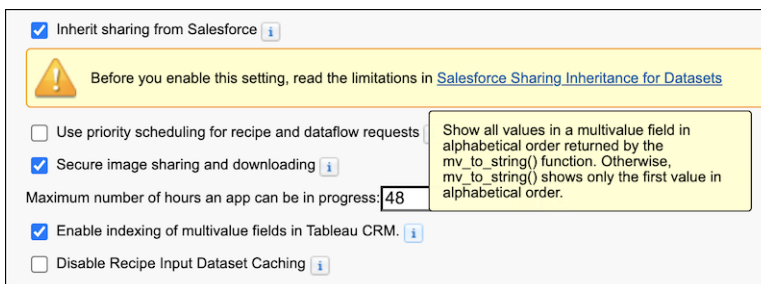 Inherit sharing from Salesforce i
Before you enable this setting, read the limitations in Salesforce Sharing Inheritance for Datasets
Use priority scheduling for recipe and dataflow requests
Show all values in a multivalue field in
alphabetical order returned by the
mv_to_string() function. Otherwise,
mv_to_string() shows only the first value in
alphabetical order.
Secure image sharing and downloading i
Maximum number of hours an app can be in progress: 48
Enable indexing of multivalue fields in Tableau CRM. i
Disable Recipe Input Dataset Caching i